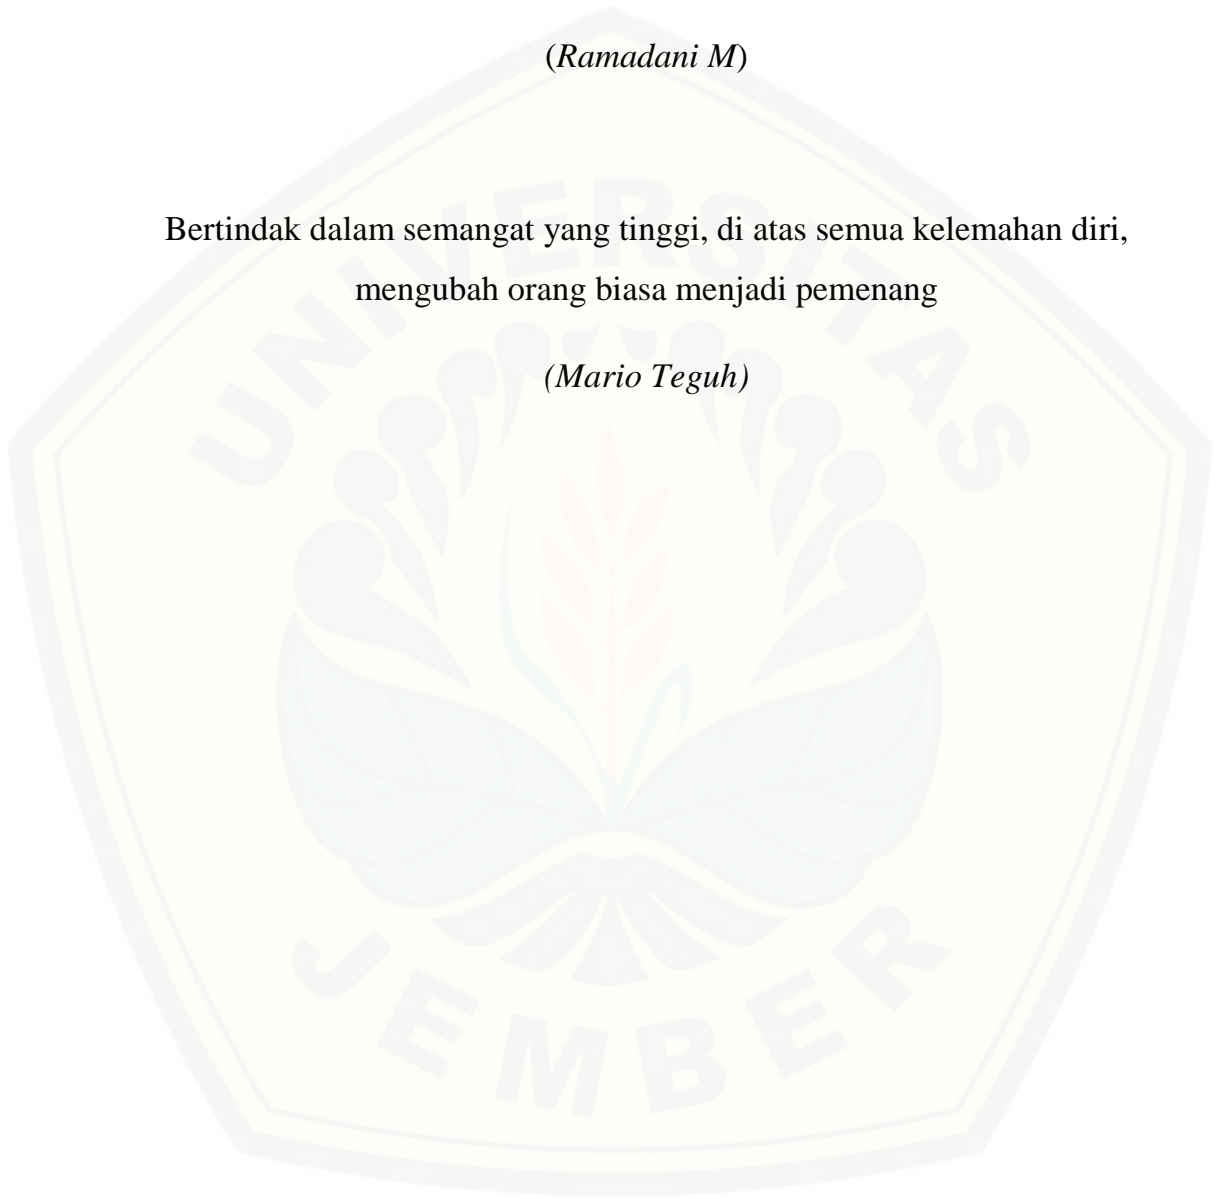 (Ramadani M)
Bertindak dalam semangat yang tinggi, di atas semua kelemahan diri,
mengubah orang biasa menjadi pemenang
(Mario Teguh)
UNIVERSITAS
JEMBER